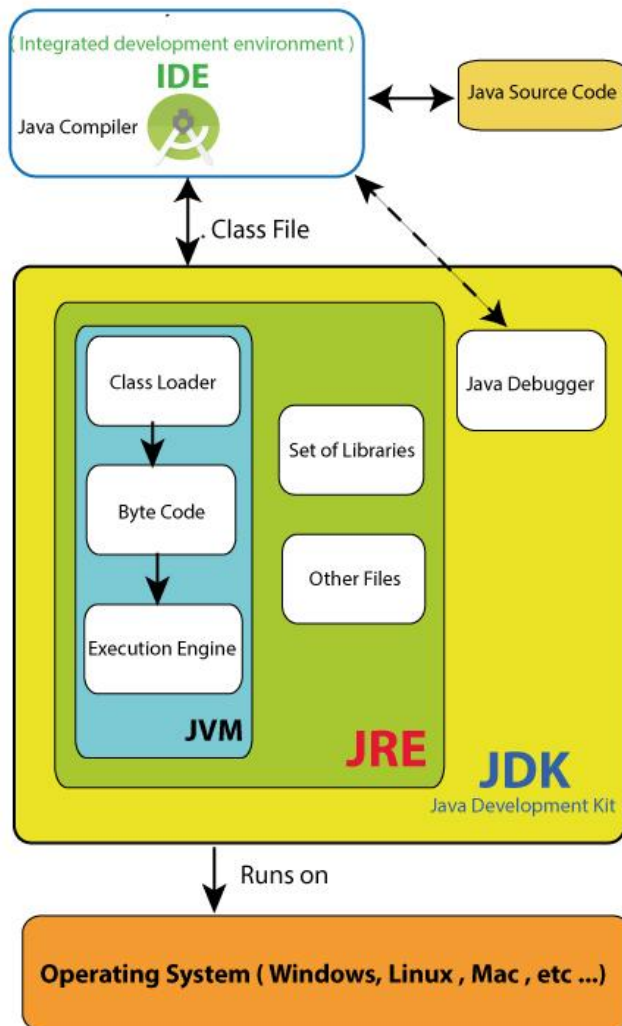 ( Integrated development environment )
IDE
Java Compiler
Java Source Code
. Class File
Class Loader
Java Debugger
Set of Libraries
Byte Code
Other Files
Execution Engine
JVM
JRE
JDK
Java Development Kit
Runs on
Operating System ( Windows, Linux , Mac , etc ...)